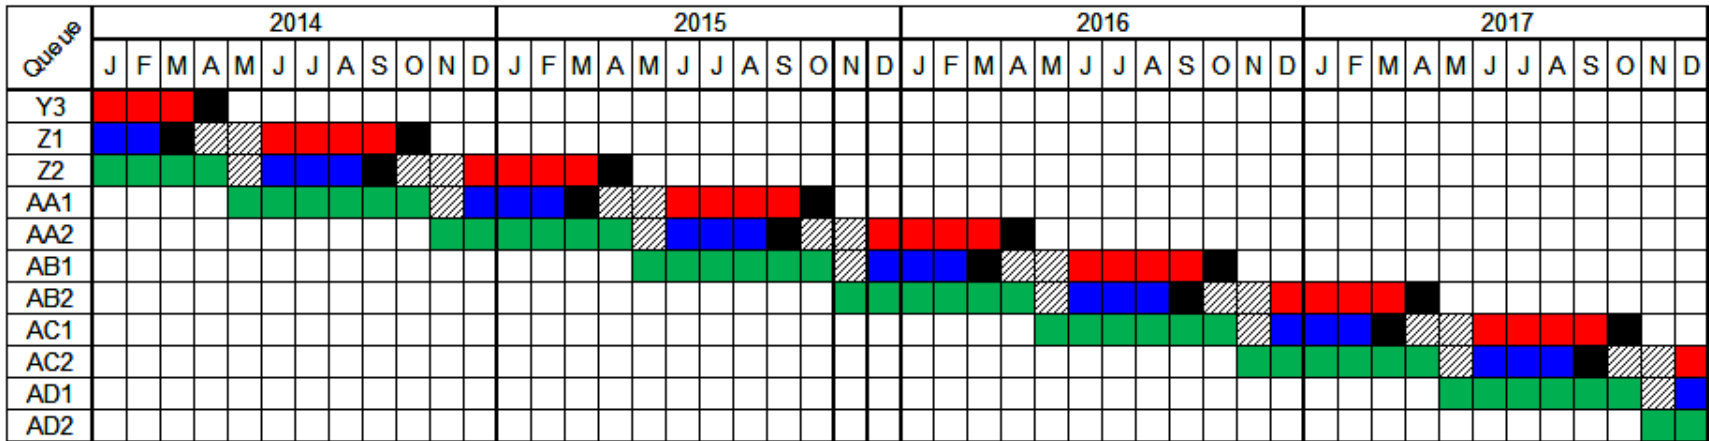 Queue 2014 2015 2016 2017
J F M A M J J A S O N D J F M A M J J A S O N D J F M A M J J A S O N D J F M A M J J A S O N D
Y3
Z1
Z2
AA1
AA2
AB1
AB2
AC1
AC2
AD1
AD2